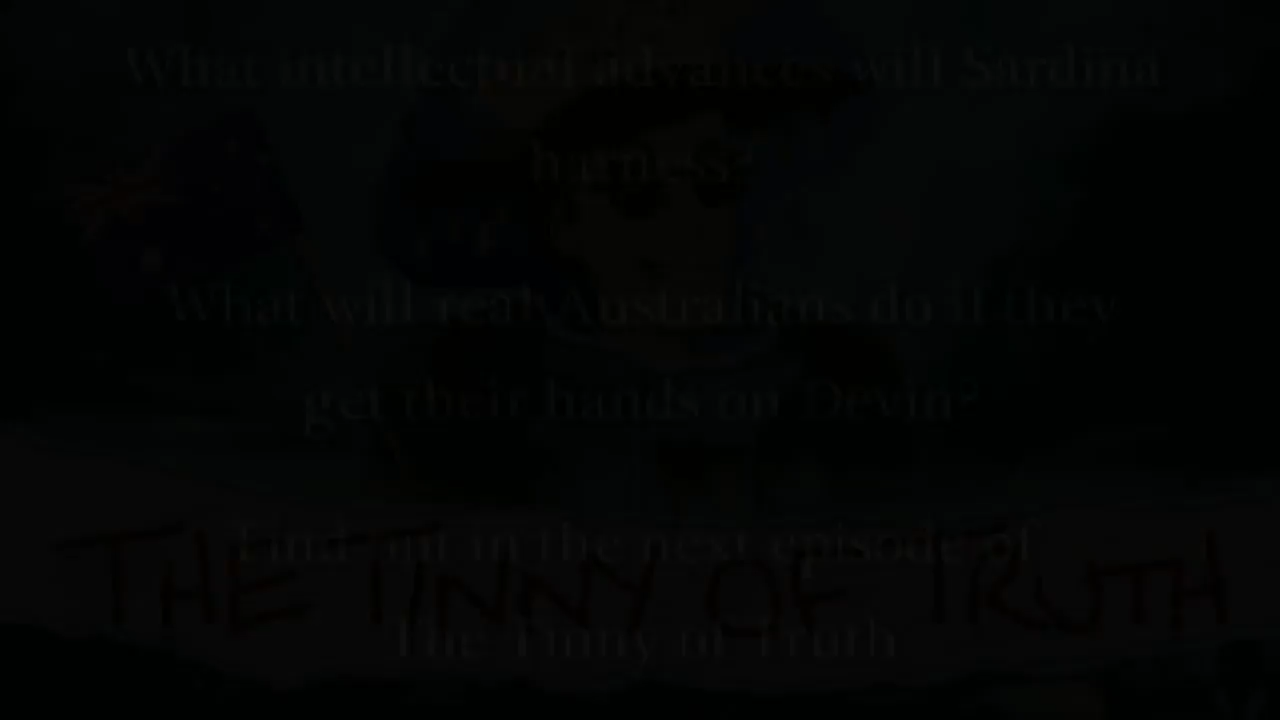 What intellectual advances will Sardina
harness?
What will real Australians do if they
get their hands on Devin?
Find out in the next episode of
THE TINNY OF TRUTH
The Tinny of Truth